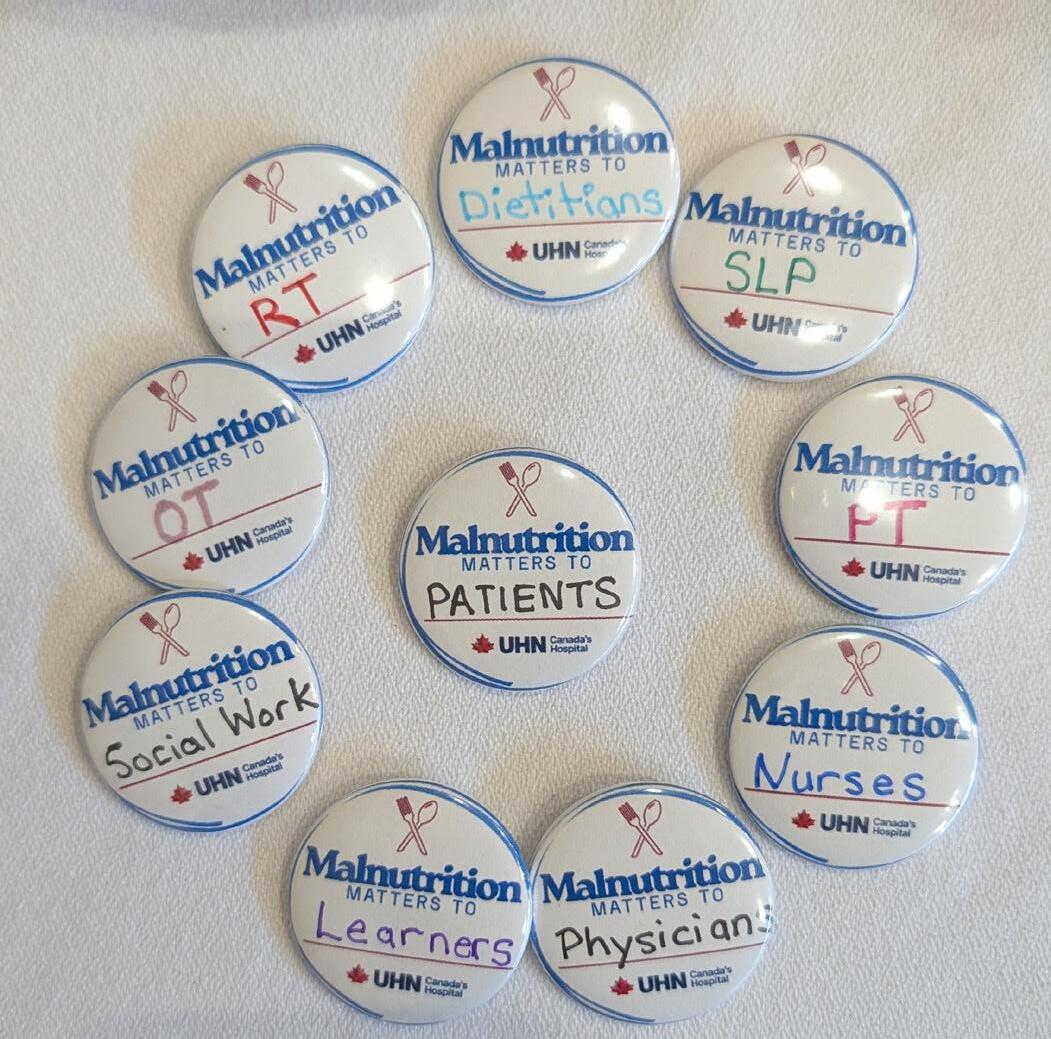 Malnutrition
MATTERS TO
Dietitians
UHN Canada's
Hospital
Malnutrition
MATTERS TO
SLP
UHN Canada's
Hospital
Malnutrition
MATTERS TO
PT
UHN Canada's
Hospital
Malnutrition
MATTERS TO
Nurses
UHN Canada's
Hospital
Malnutrition
MATTERS TO
Physicians
UHN Canada's
Hospital
Malnutrition
MATTERS TO
Learners
UHN Canada's
Hospital
Malnutrition
MATTERS TO
Social Work
UHN Canada's
Hospital
Malnutrition
MATTERS TO
OT
UHN Canada's
Hospital
Malnutrition
MATTERS TO
RT
UHN Canada's
Hospital
Malnutrition
MATTERS TO
PATIENTS
UHN Canada's
Hospital